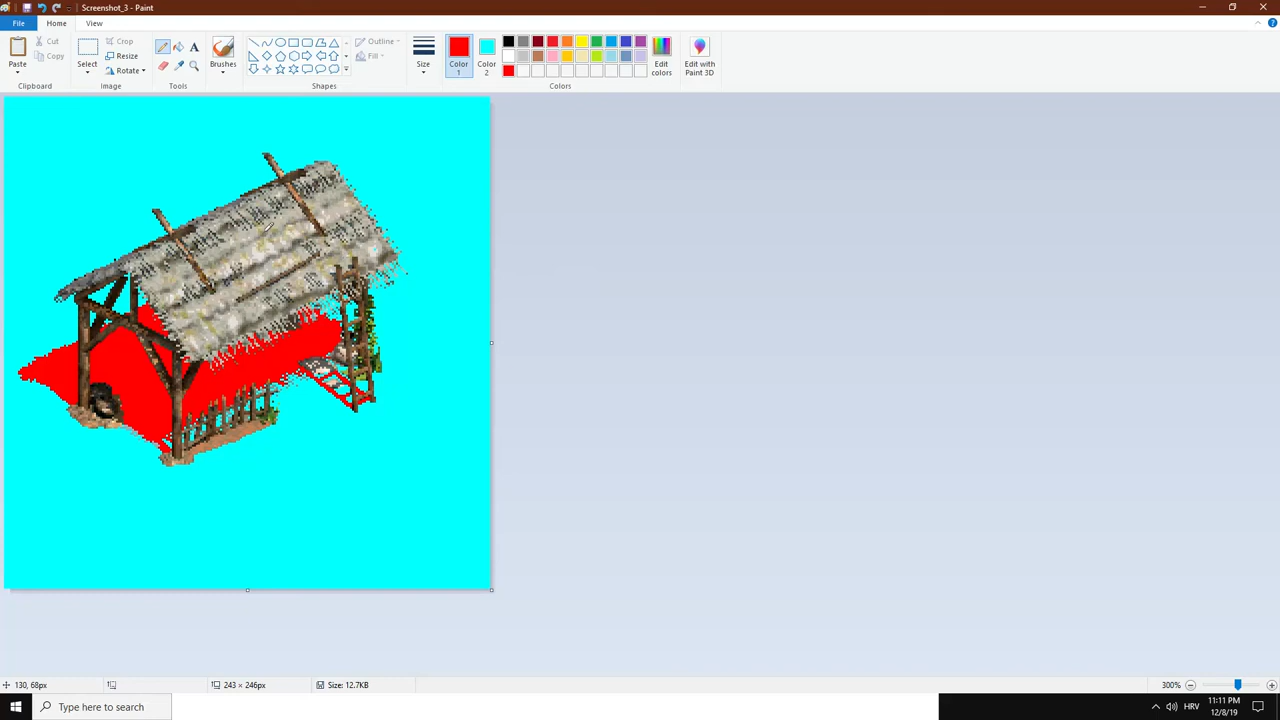 Screenshot_3 - Paint
File Home View
Paste
Cut
Copy
Clipboard
Select
Crop
Resize
Rotate
Image
A
Tools
Brushes
Outline
Fill
Shapes
Size
Color 1
Color 2
Edit colors
Colors
Edit with Paint 3D
130, 68px 243 × 246px Size: 12.7KB 300%
Type here to search
HRV
11:11 PM
12/8/19